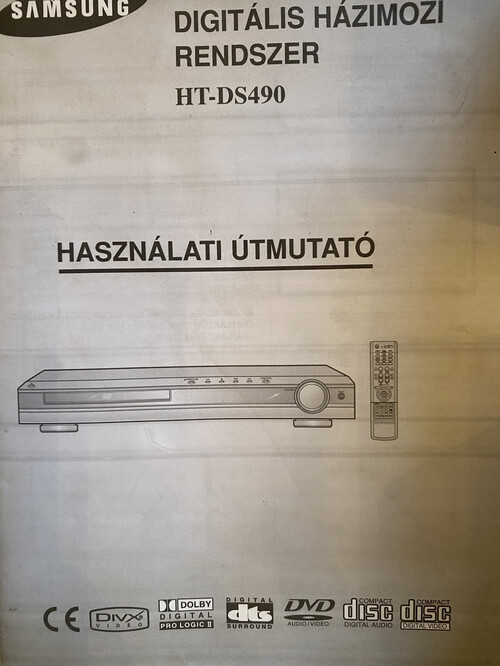 SAMSUNG
DIGITÁLIS HÁZIMOZI
RENDSZER
HT-DS490
HASZNÁLATI ÚTMUTATÓ
CE
DIVX
VIDEO
DOLBY
DIGITAL
PRO LOGIC II
DIGITAL
dts
SURROUND
DVD
AUDIO/VIDEO
COMPACT
disc
DIGITAL AUDIO
COMPACT
disc
DIGITAL VIDEO